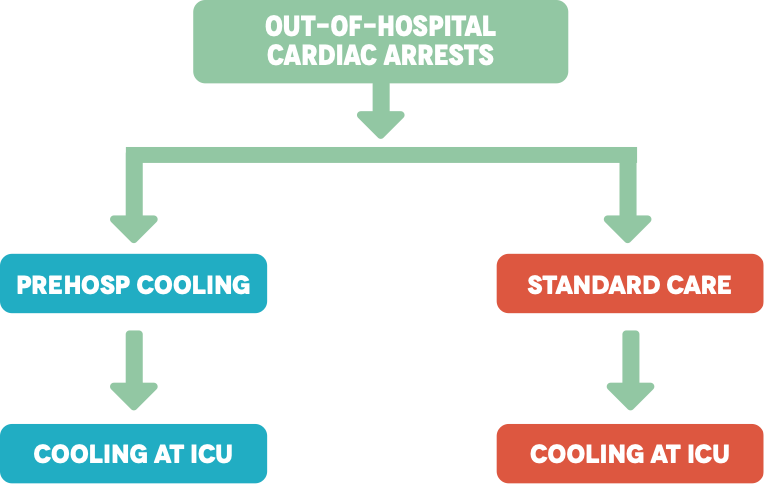 OUT-OF-HOSPITAL
CARDIAC ARRESTS
PREHOSP COOLING
STANDARD CARE
COOLING AT ICU
COOLING AT ICU